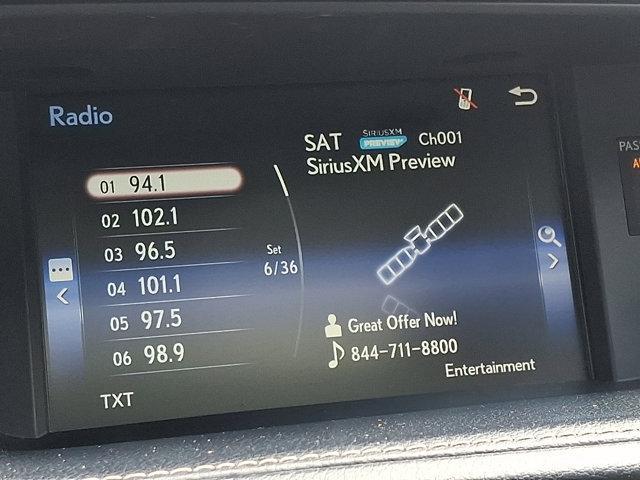 Radio
SAT SIRIUSXM PREVIEW Ch001
SiriusXM Preview
01 94.1
02 102.1
03 96.5
04 101.1
05 97.5
06 98.9
Set
6/36
Great Offer Now!
844-711-8800
Entertainment
TXT